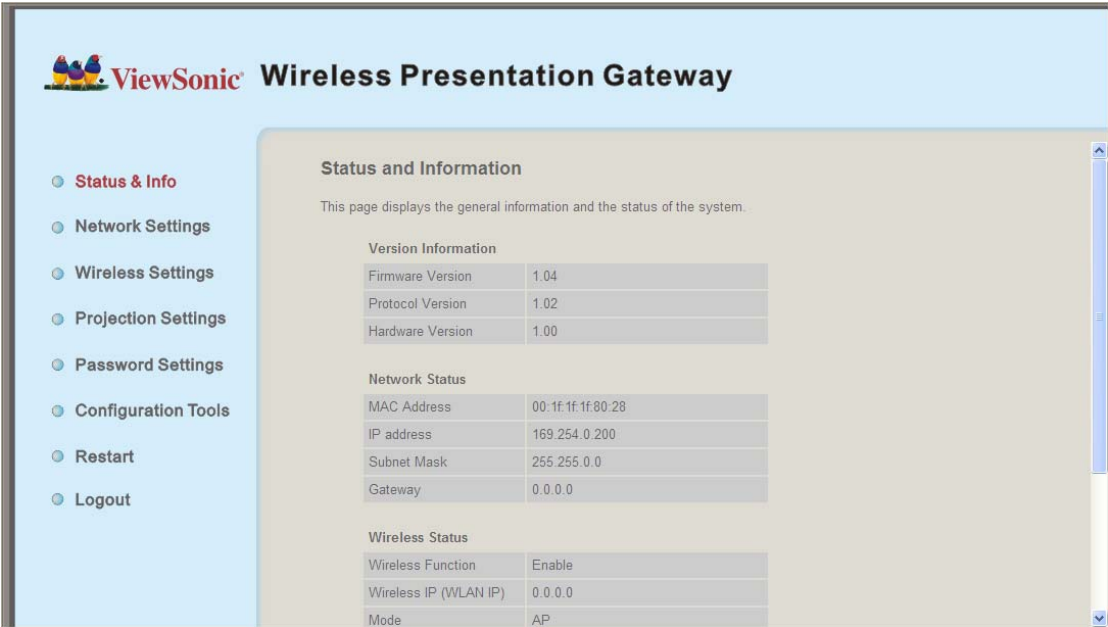 ViewSonic® Wireless Presentation Gateway
Status & Info
Network Settings
Wireless Settings
Projection Settings
Password Settings
Configuration Tools
Restart
Logout
Status and Information
This page displays the general information and the status of the system.
Version Information
Firmware Version 1.04
Protocol Version 1.02
Hardware Version 1.00
Network Status
MAC Address 00:1f:1f:1f:80:28
IP address 169.254.0.200
Subnet Mask 255.255.0.0
Gateway 0.0.0.0
Wireless Status
Wireless Function Enable
Wireless IP (WLAN IP) 0.0.0.0
Mode AP